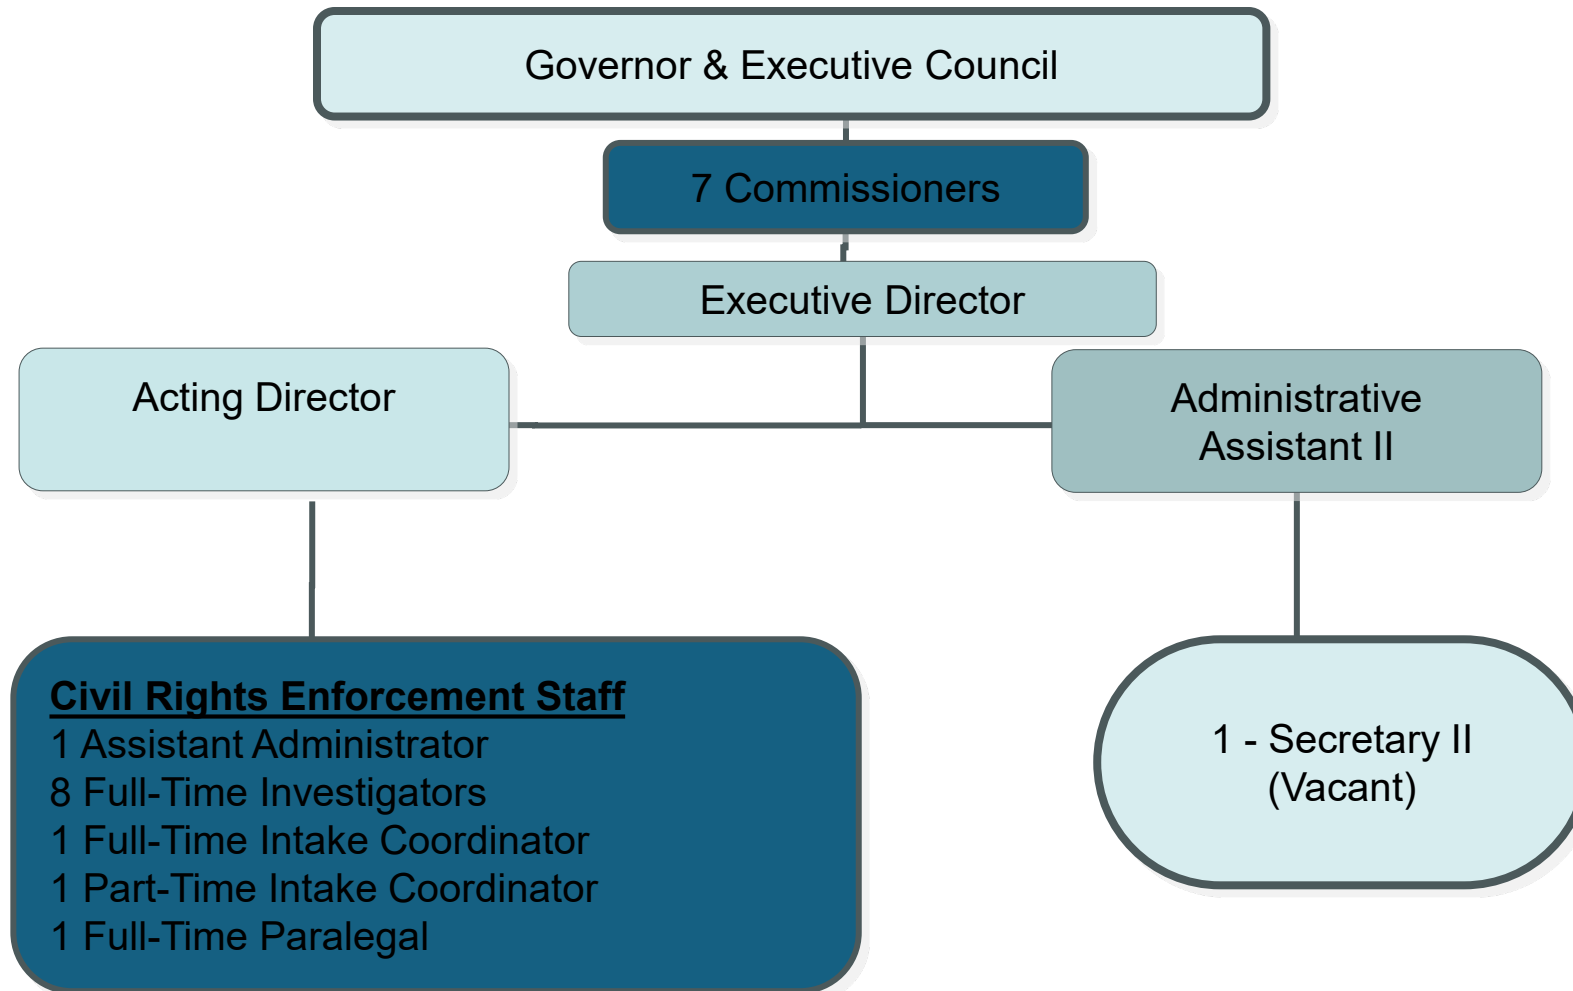 Governor & Executive Council
7 Commissioners
Executive Director
Acting Director
Administrative
Assistant II
Civil Rights Enforcement Staff
1 Assistant Administrator
8 Full-Time Investigators
1 Full-Time Intake Coordinator
1 Part-Time Intake Coordinator
1 Full-Time Paralegal
1 - Secretary II
(Vacant)